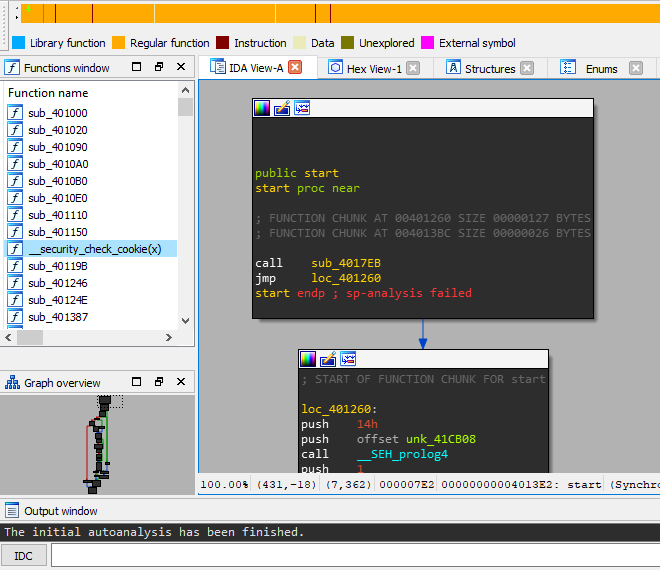 Library function Regular function Instruction Data Unexplored External symbol
Functions window
IDA View-A Hex View-1 Structures Enums
Function name
sub_401000
sub_401020
sub_401090
sub_4010A0
sub_4010B0
sub_4010E0
sub_401110
sub_401150
__security_check_cookie(x)
sub_40119B
sub_401246
sub_40124E
sub_401387
public start
start proc near
; FUNCTION CHUNK AT 00401260 SIZE 00000127 BYTES
; FUNCTION CHUNK AT 004013BC SIZE 00000026 BYTES
call sub_4017EB
jmp loc_401260
start endp ; sp-analysis failed
; START OF FUNCTION CHUNK FOR start
loc_401260:
push 14h
push offset unk_41CB08
call __SEH_prolog4
push 1
Graph overview
100.00% (431,-18) (7,362) 000007E2 00000000004013E2: start (Synchro
Output window
The initial autoanalysis has been finished.
IDC